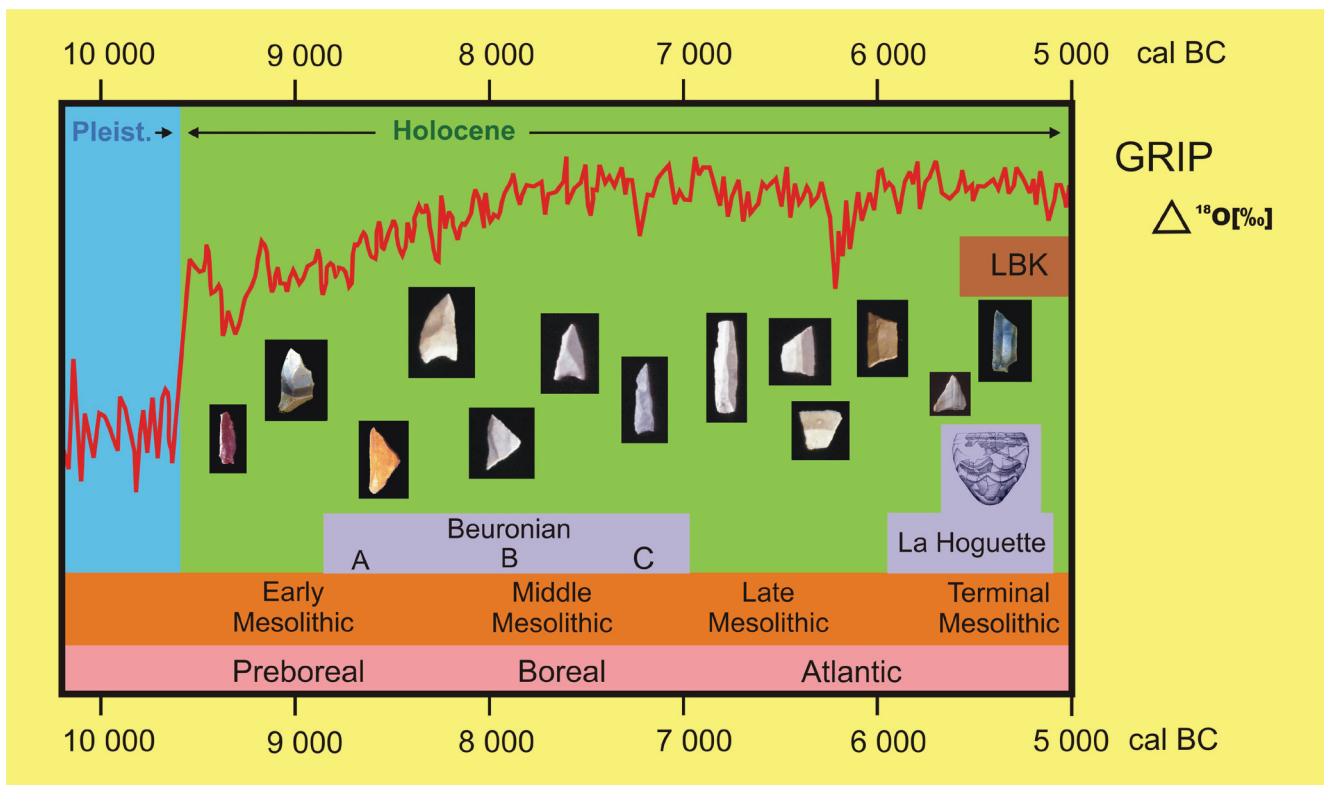 10 000 9 000 8 000 7 000 6 000 5 000 cal BC
Pleist. Holocene
GRIP
△ ¹⁸O[‰]
LBK
Beuronian
A B C
La Hoguette
Early
Mesolithic
Middle
Mesolithic
Late
Mesolithic
Terminal
Mesolithic
Preboreal Boreal Atlantic
10 000 9 000 8 000 7 000 6 000 5 000 cal BC